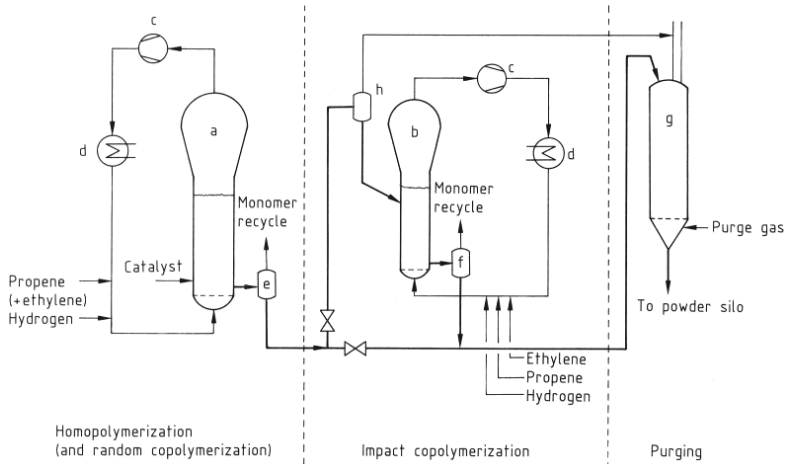 c
a
d
Monomer
recycle
Catalyst
e
Propene
(+ethylene)
Hydrogen
Homopolymerization
(and random copolymerization)
h
c
b
d
Monomer
recycle
f
Ethylene
Propene
Hydrogen
Impact copolymerization
g
Purge gas
To powder silo
Purging